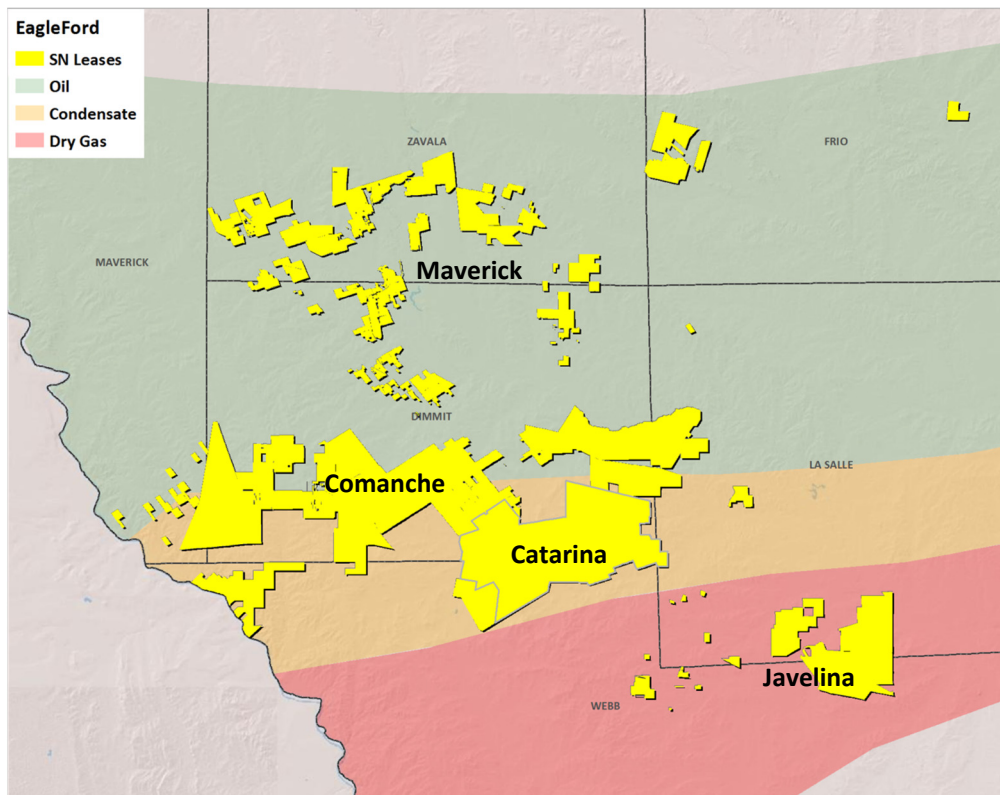 EagleFord
SN Leases
Oil
Condensate
Dry Gas
ZAVALA
FRIO
MAVERICK
Maverick
DIMMIT
LA SALLE
Comanche
Catarina
Javelina
WEBB